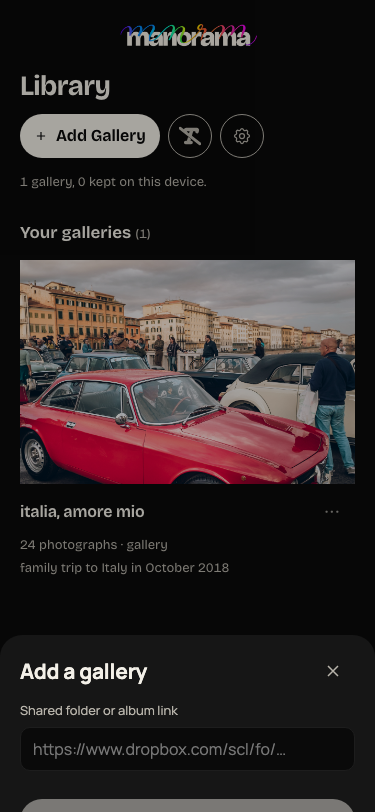 manorama
Library
+ Add Gallery
1 gallery, 0 kept on this device.
Your galleries (1)
italia, amore mio
24 photographs · gallery
family trip to Italy in October 2018
Add a gallery
Shared folder or album link
https://www.dropbox.com/scl/fo/...